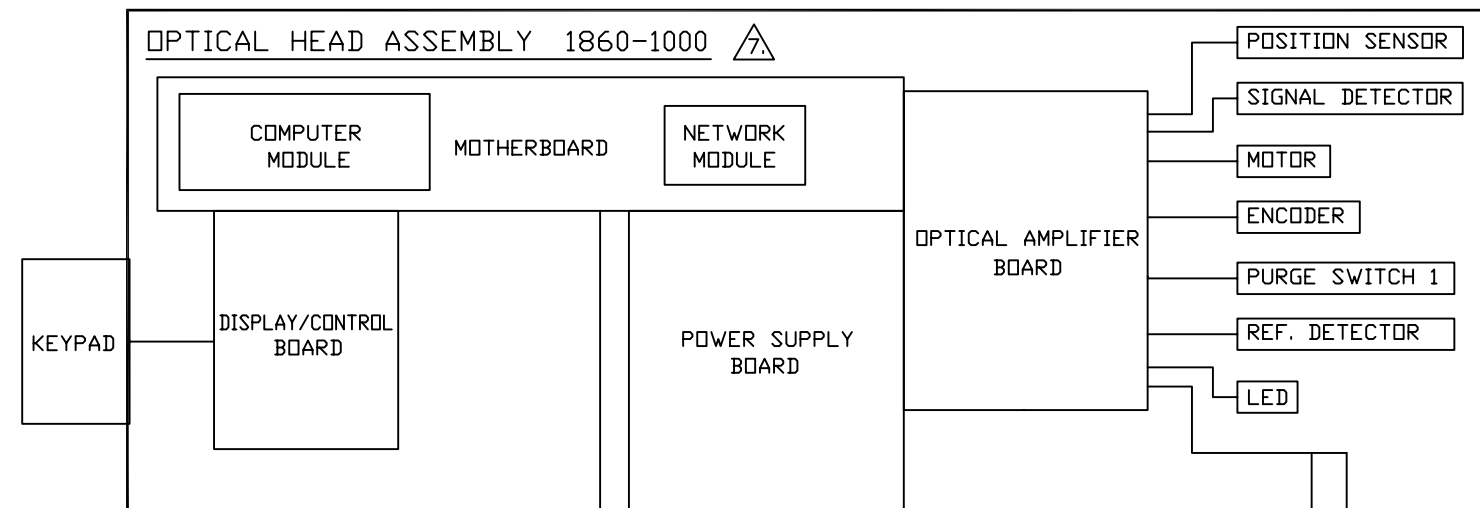 OPTICAL HEAD ASSEMBLY 1860-1000 7.
COMPUTER
MODULE
MOTHERBOARD
NETWORK
MODULE
OPTICAL AMPLIFIER
BOARD
POSITION SENSOR
SIGNAL DETECTOR
MOTOR
ENCODER
PURGE SWITCH 1
REF. DETECTOR
LED
KEYPAD
DISPLAY/CONTROL
BOARD
POWER SUPPLY
BOARD